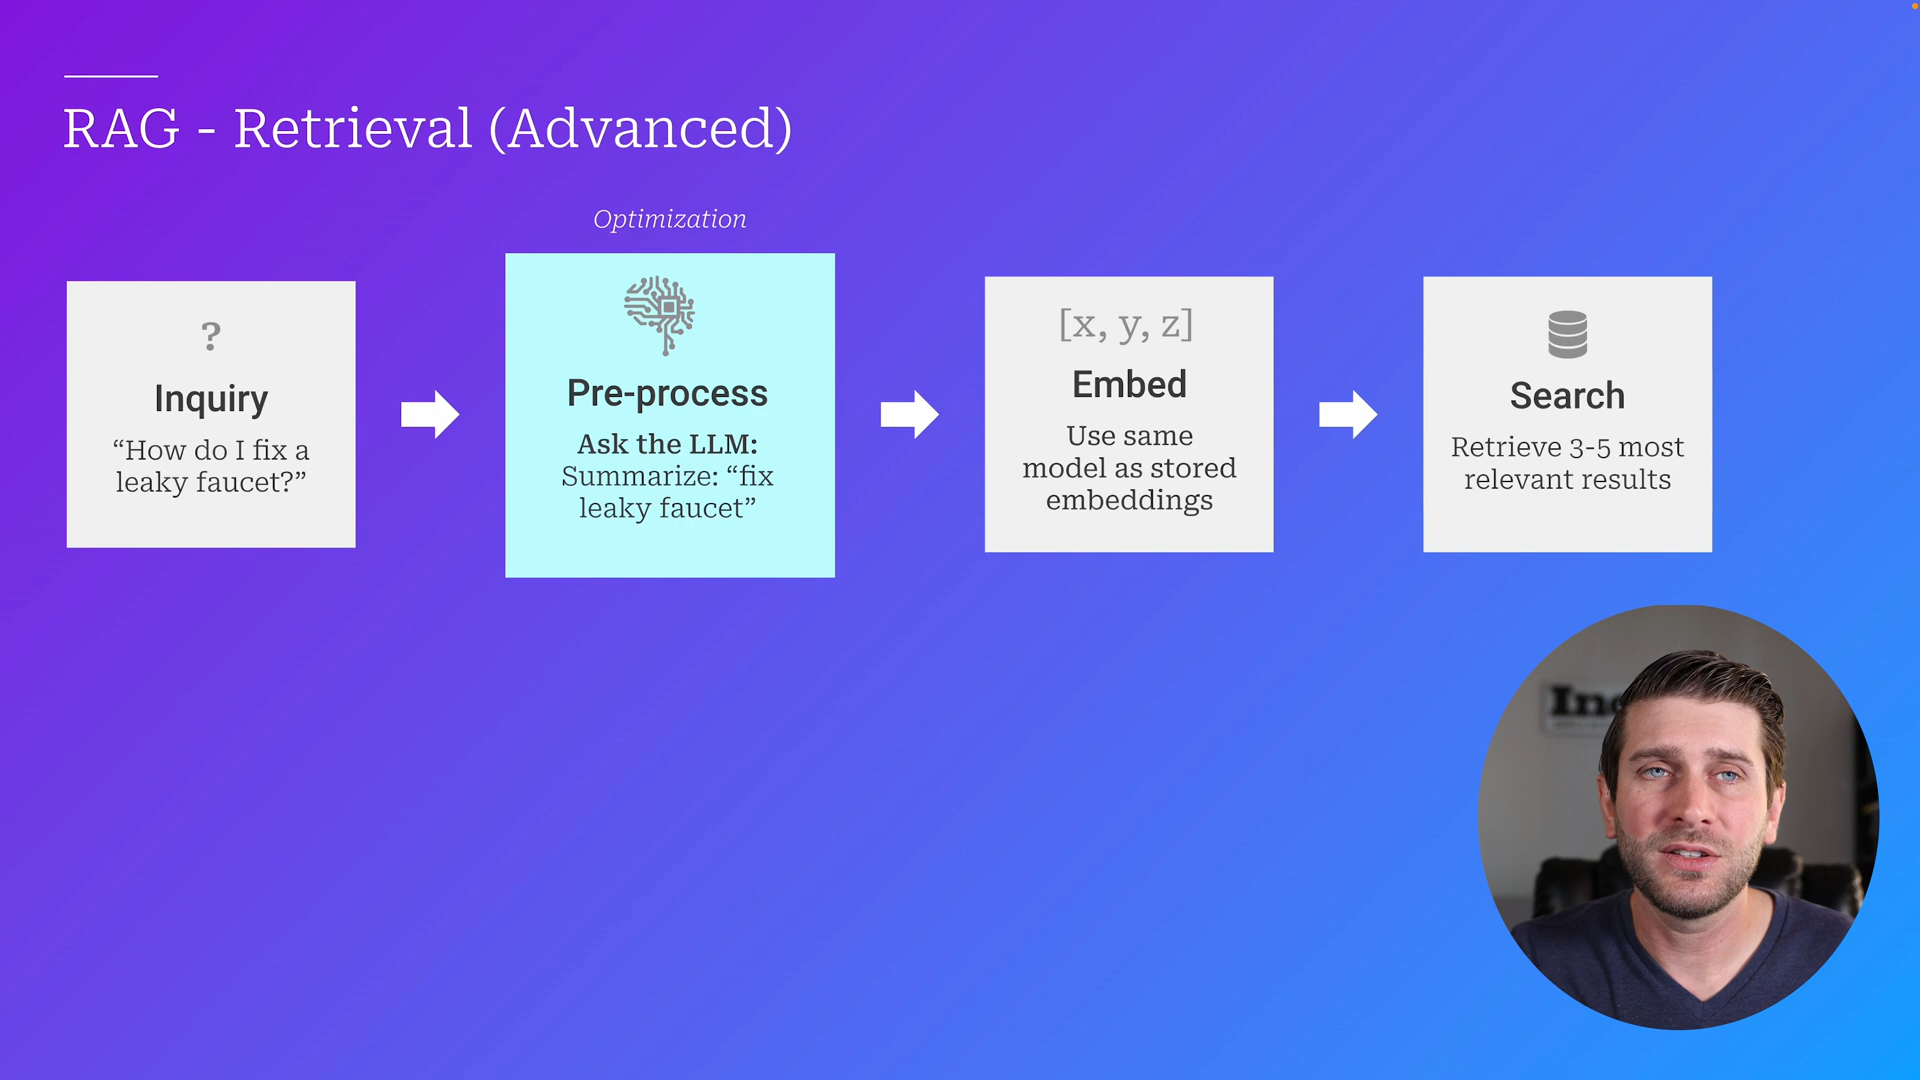 RAG - Retrieval (Advanced)
Optimization
?
Inquiry
“How do I fix a
leaky faucet?”
Pre-process
Ask the LLM:
Summarize: “fix
leaky faucet”
[x, y, z]
Embed
Use same
model as stored
embeddings
Search
Retrieve 3-5 most
relevant results